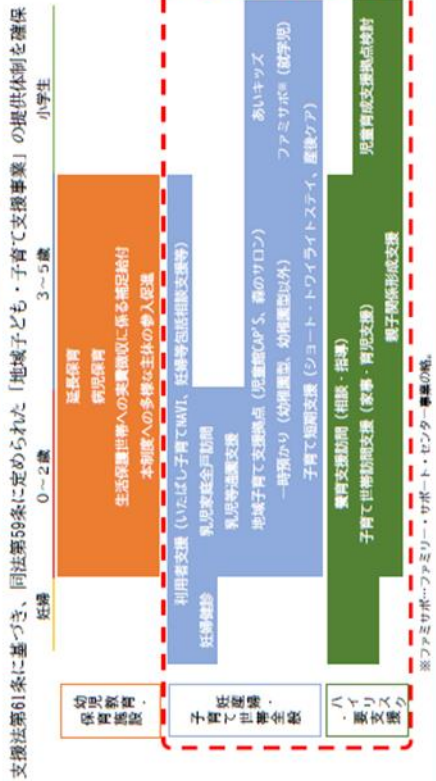 支援法第61条に基づき、同法第59条に定められた「地域子ども・子育て支援事業」の提供体制を確保
妊婦
0～2歳
3～5歳
小学生
幼児教育・
保育施設
延長保育
病児保育
生活保護世帯への実費徴収に係る補足給付
本制度への多様な主体の参入促進
妊産婦・
子育て世帯全般
利用者支援（いたばし子育てNAVI、妊婦等包括相談支援等）
妊婦健診
乳児家庭全戸訪問
乳児等通園支援
地域子育て支援拠点（児童館CAP'S、森のサロン）
あいキッズ
一時預かり（幼稚園型、幼稚園型以外）
ファミサポ※（就学児）
子育て短期支援（ショート・トワイライトステイ、産後ケア）
ハイリスク
・要支援
養育支援訪問（相談・指導）
子育て世帯訪問支援（家事・育児支援）
児童育成支援拠点検討
親子関係形成支援
※ファミサポ…ファミリー・サポート・センター事業の略。